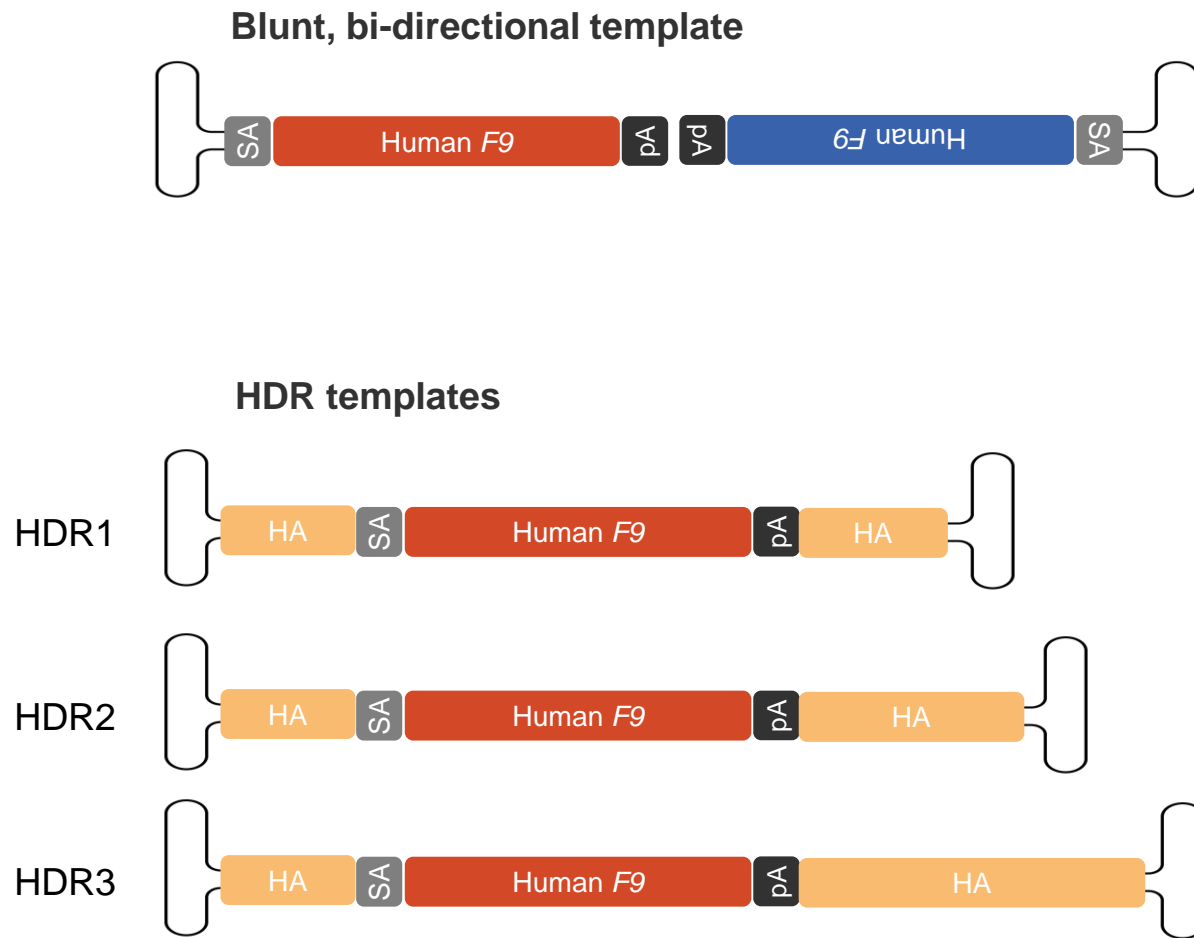 Blunt, bi-directional template
SA Human F9 pA pA Human F9 SA
HDR templates
HDR1 HA SA Human F9 pA HA
HDR2 HA SA Human F9 pA HA
HDR3 HA SA Human F9 pA HA